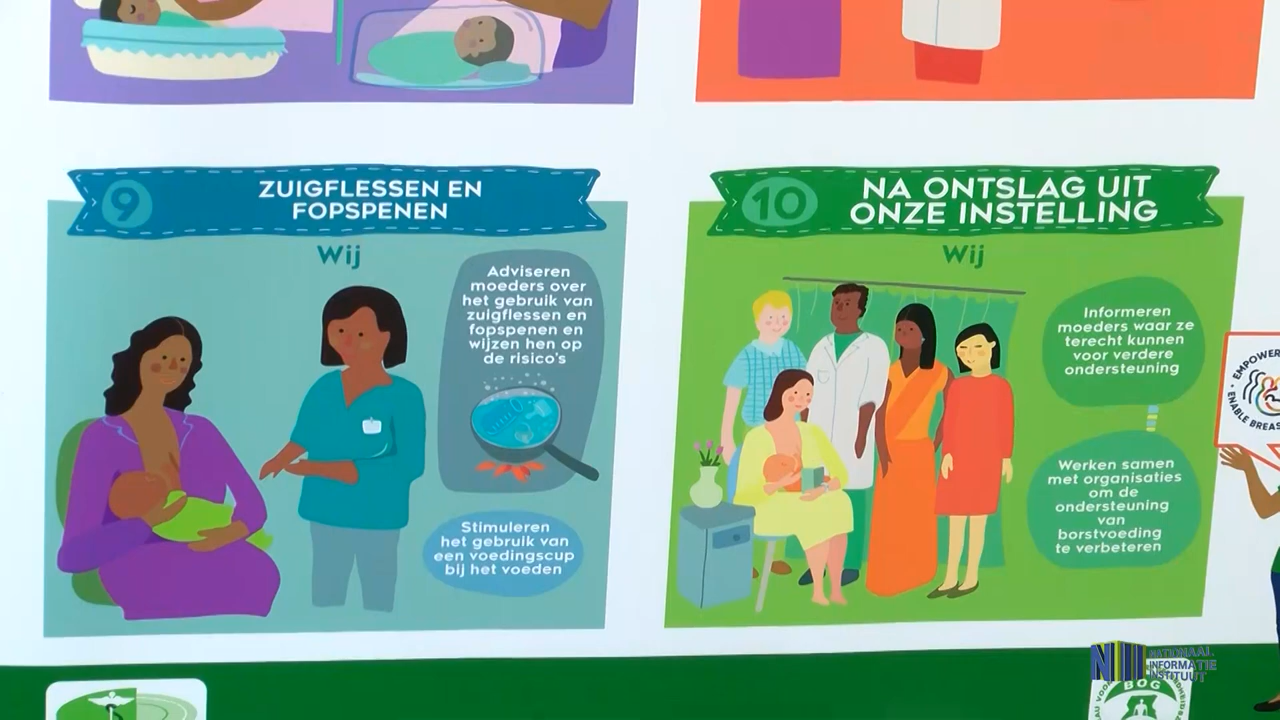 9
ZUIGFLESSEN EN
FOPSPENEN
Wij
Adviseren
moeders over
het gebruik van
zuigflessen en
fopspenen en
wijzen hen op
de risico's
Stimuleren
het gebruik van
een voedingscup
bij het voeden
10
NA ONTSLAG UIT
ONZE INSTELLING
Wij
Informeren
moeders waar ze
terecht kunnen
voor verdere
ondersteuning
Werken samen
met organisaties
om de
ondersteuning
van
borstvoeding
te verbeteren
EMPOWER
ENABLE BREAS
NII
NATIONAAL
INFORMATIE
INSTITUUT
BOG